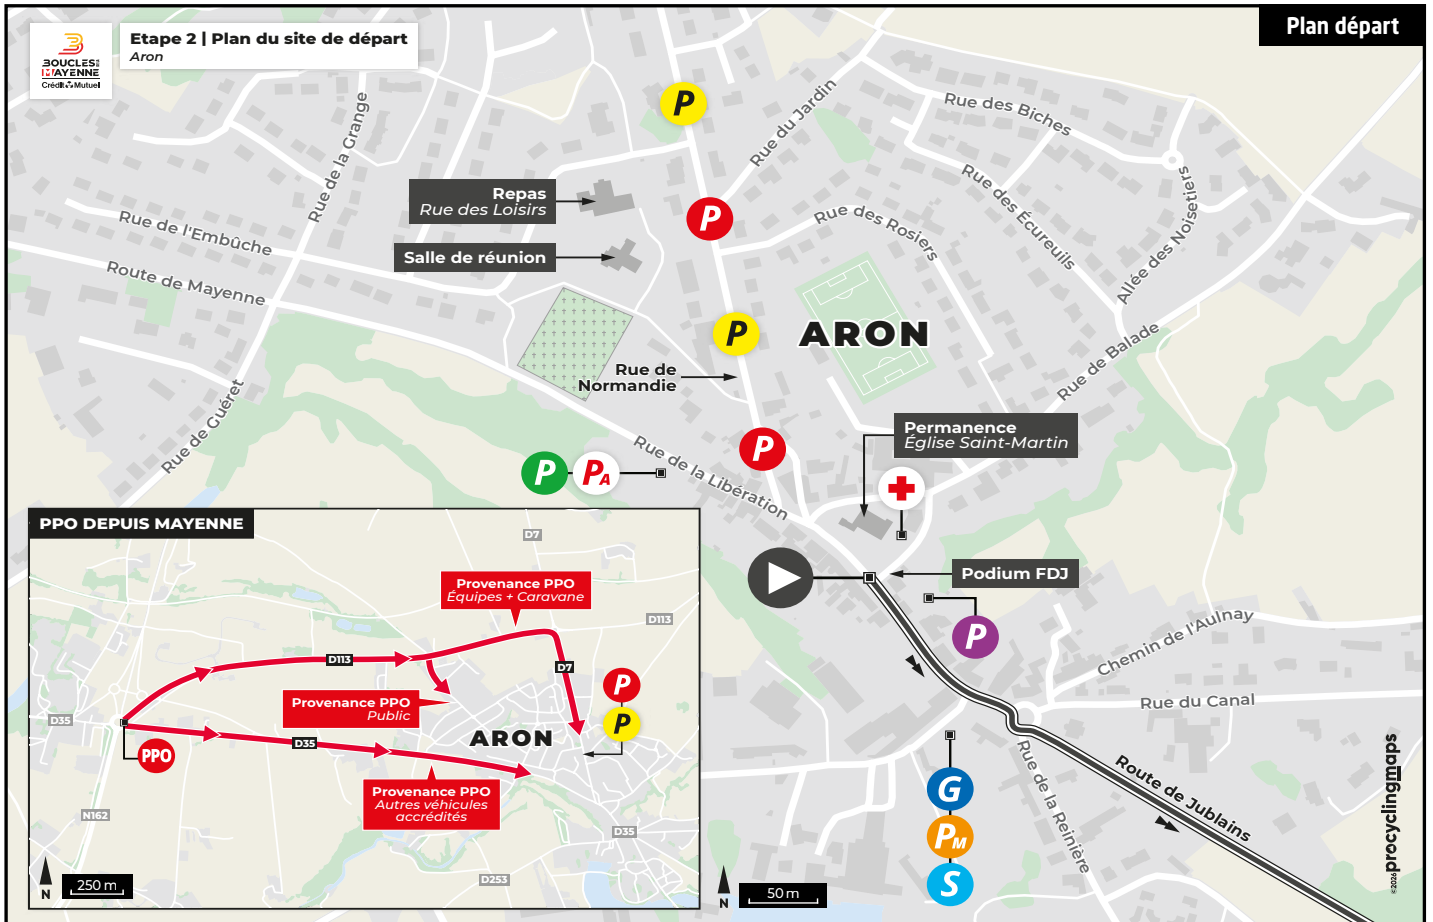 BOUCLES DE LA
MAYENNE
Crédit Mutuel
Etape 2 | Plan du site de départ
Aron
Plan départ
P
Rue du Jardin
Rue des Biches
Rue de la Grange
Repas
Rue des Loisirs
P
Rue des Écureuils
Allée des Noisetiers
Rue de l'Embûche
Rue des Rosiers
Salle de réunion
Route de Mayenne
P
ARON
Rue de Balade
Rue de
Normandie
Rue de Guéret
Permanence
Église Saint-Martin
P
P
PA
Rue de la Libération
Podium FDJ
P
Chemin de l'Aulnay
Rue du Canal
Rue de la Reinière
Route de Jublains
G
PM
S
N
50 m
©2026 procyclingmaps
PPO DEPUIS MAYENNE
D7
Provenance PPO
Équipes + Caravane
D113
D113
D7
P
Provenance PPO
Public
P
D35
ARON
D35
PPO
Provenance PPO
Autres véhicules
accrédités
N162
D35
D253
N
250 m